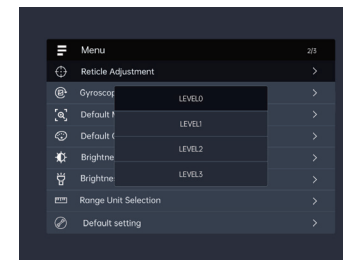 Menu 2/3
Reticle Adjustment
Gyroscop
LEVEL0
Default
LEVEL1
Default
LEVEL2
Brightne
LEVEL3
Brightne
Range Unit Selection
Default setting